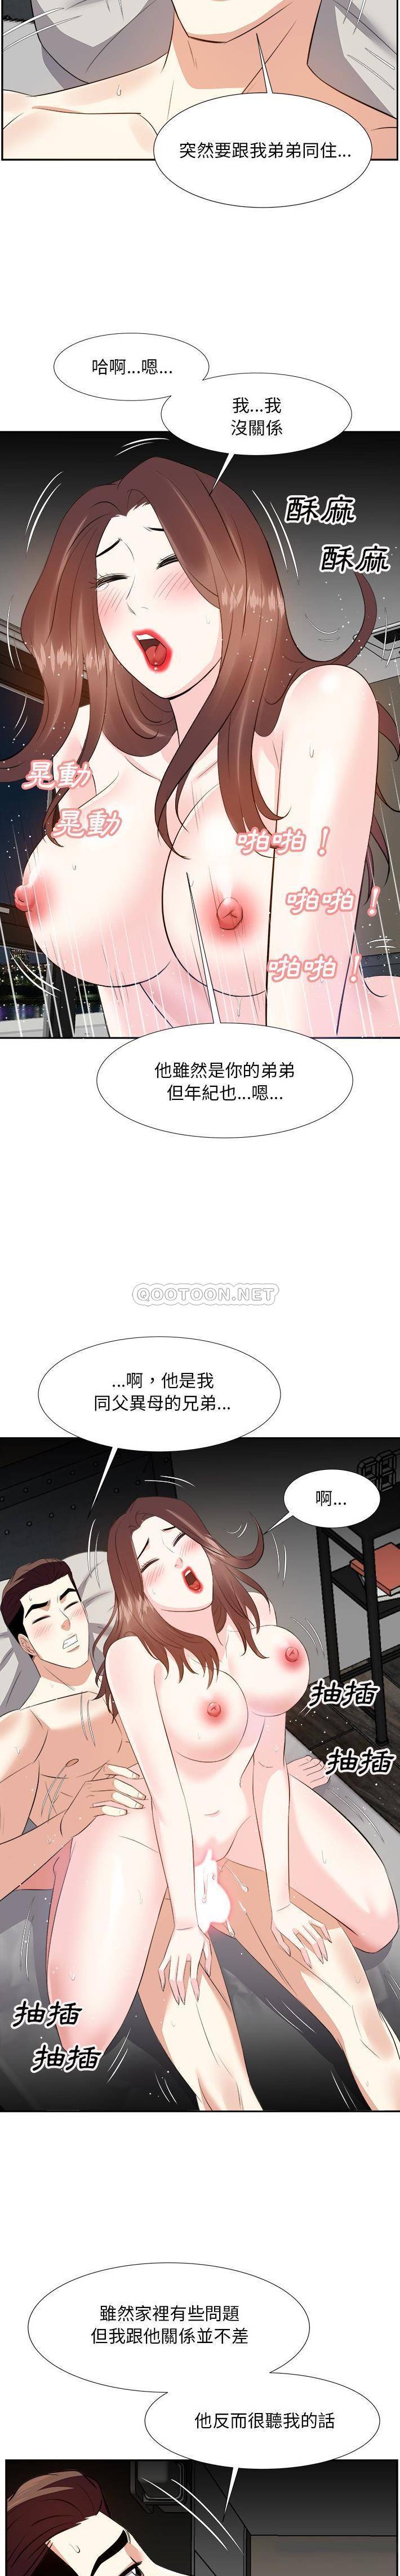 突然要跟我弟弟同住...
哈啊...嗯...
我...我
沒關係
酥麻
酥麻
晃動
晃動
啪啪！
啪啪！
啪啪！
他雖然是你的弟弟
但年紀也...嗯...
QOOTOON.NET
...啊，他是我
同父異母的兄弟...
啊...
抽插
抽插
抽插
抽插
雖然家裡有些問題
但我跟他關係並不差
他反而很聽我的話